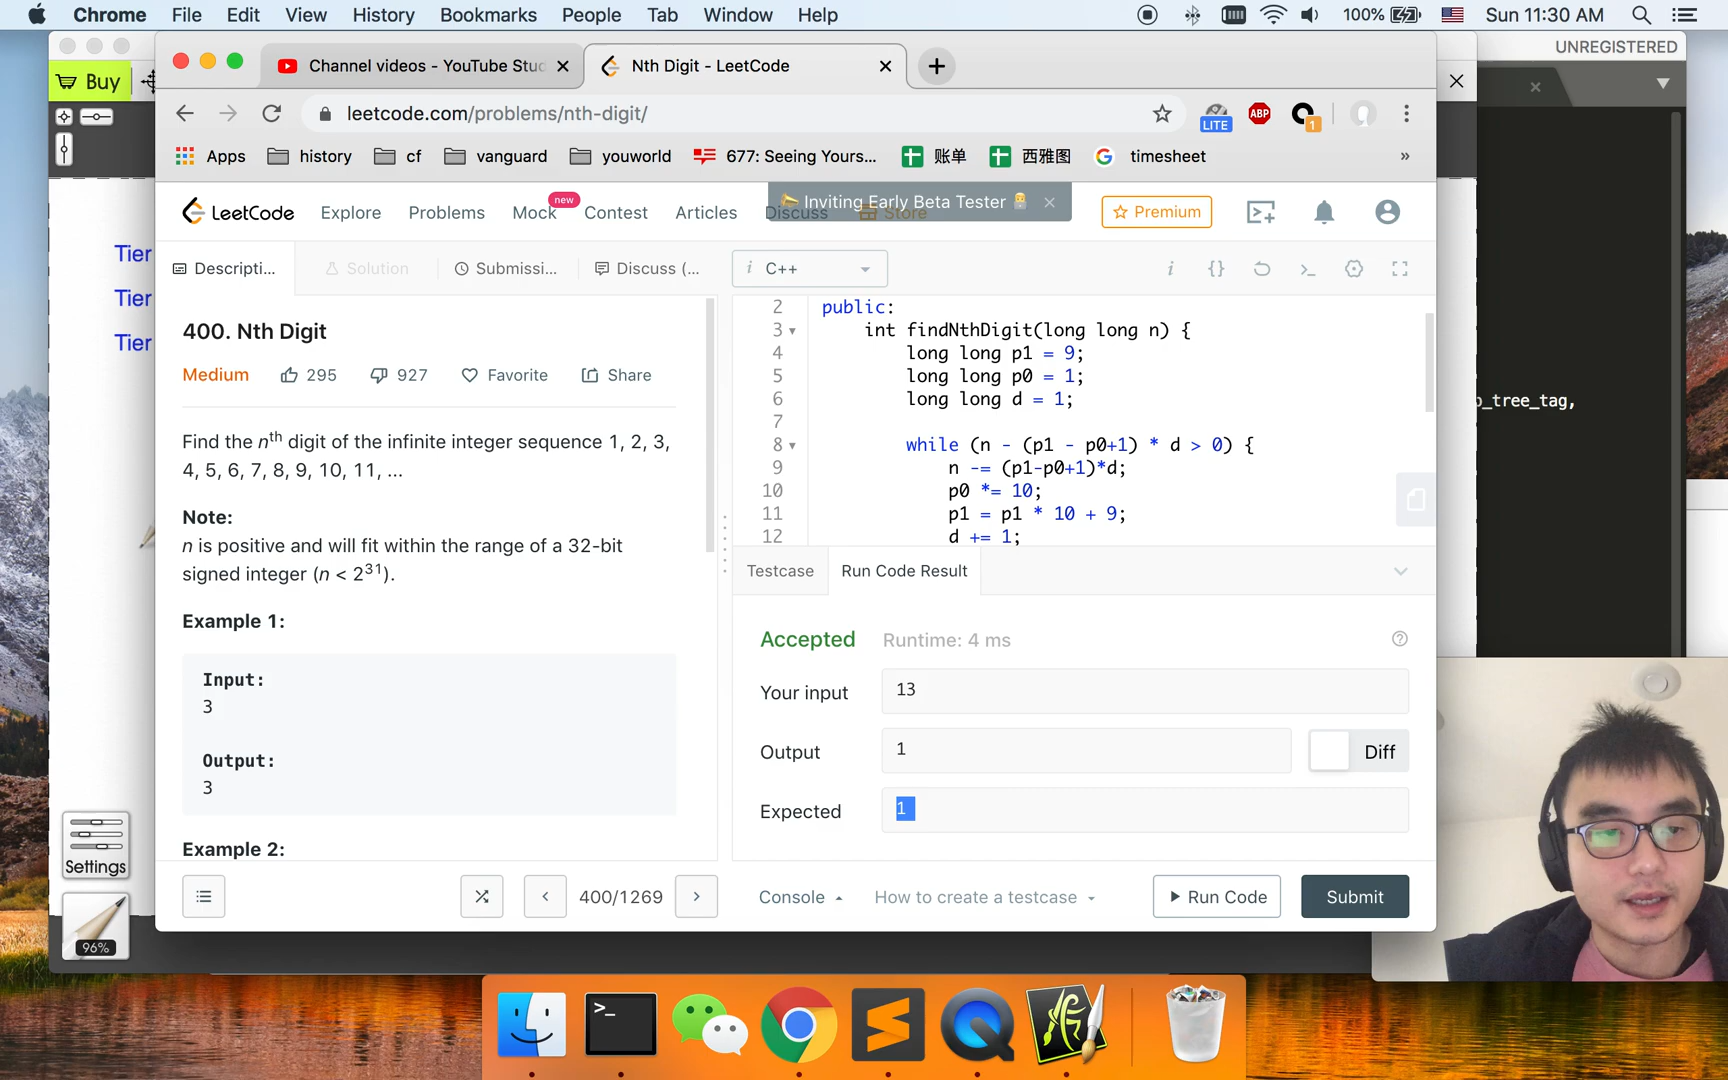 Chrome File Edit View History Bookmarks People Tab Window Help 100% Sun 11:30 AM
UNREGISTERED
Buy
Channel videos - YouTube Stuc
Nth Digit - LeetCode
leetcode.com/problems/nth-digit/
LITE
ABP
1
Apps history cf vanguard youworld 677: Seeing Yours... 账单 西雅图 timesheet »
LeetCode Explore Problems Mock new Contest Articles Discuss Store
Inviting Early Beta Tester
Premium
Tier
Tier
Tier
Descripti... Solution Submissi... Discuss (...
i C++
400. Nth Digit
Medium 295 927 Favorite Share
Find the nth digit of the infinite integer sequence 1, 2, 3,
4, 5, 6, 7, 8, 9, 10, 11, ...
Note:
n is positive and will fit within the range of a 32-bit
signed integer (n < 2^31).
Example 1:
Input:
3
Output:
3
Example 2:
2 public:
3 int findNthDigit(long long n) {
4 long long p1 = 9;
5 long long p0 = 1;
6 long long d = 1;
7
8 while (n - (p1 - p0+1) * d > 0) {
9 n -= (p1-p0+1)*d;
10 p0 *= 10;
11 p1 = p1 * 10 + 9;
12 d += 1;
_tree_tag,
Testcase Run Code Result
Accepted Runtime: 4 ms
Your input 13
Output 1 Diff
Expected 1
400/1269
Console How to create a testcase Run Code Submit
Settings
96%